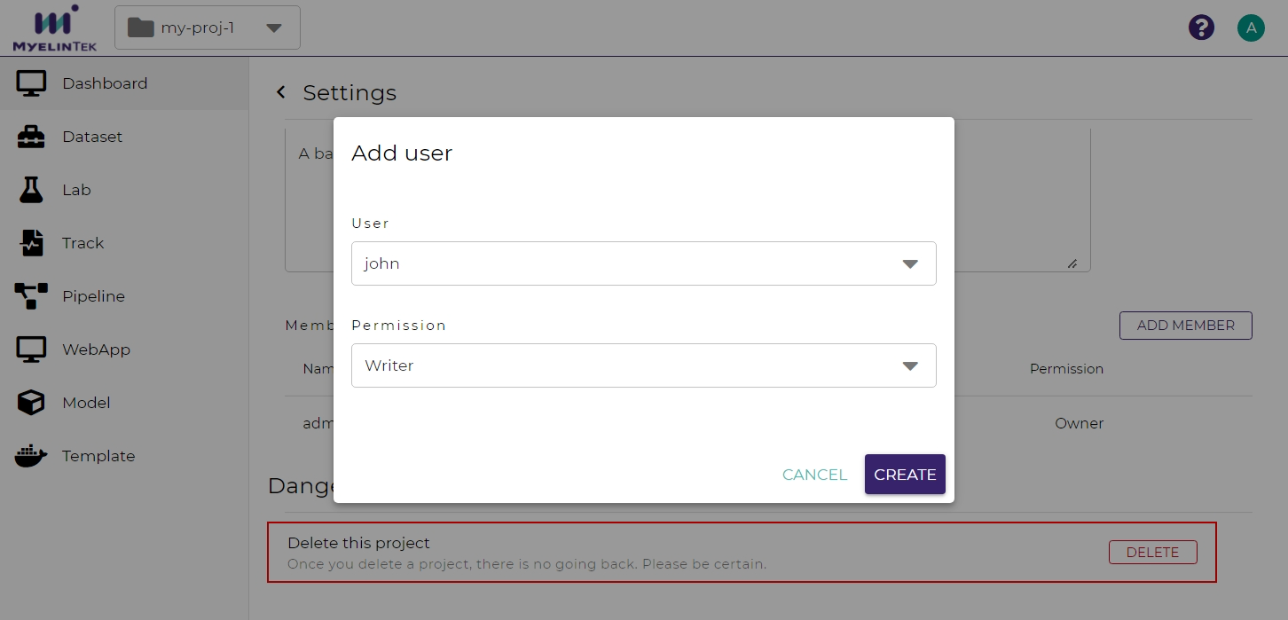 MYELINTEK
my-proj-1
?
A
Dashboard
Dataset
Lab
Track
Pipeline
WebApp
Model
Template
Settings
A ba
Add user
User
john
Permission
Writer
CANCEL
CREATE
Memb
ADD MEMBER
Nam
Permission
adm
Owner
Dange
Delete this project
Once you delete a project, there is no going back. Please be certain.
DELETE